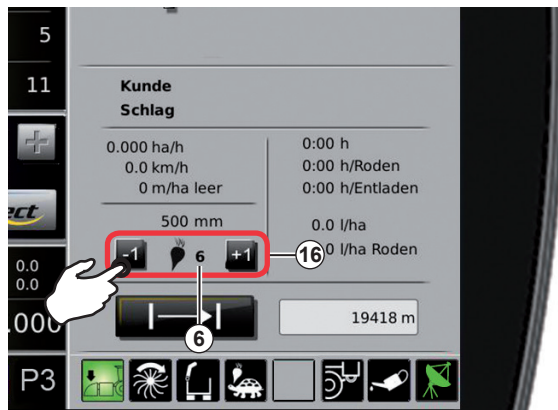 5
11
Kunde
Schlag
0.000 ha/h
0.0 km/h
0 m/ha leer
0:00 h
0:00 h/Roden
0:00 h/Entladen
500 mm
-1
6
+1
16
0.0 l/ha
0 l/ha Roden
0.0
0.0
.000
6
19418 m
P3